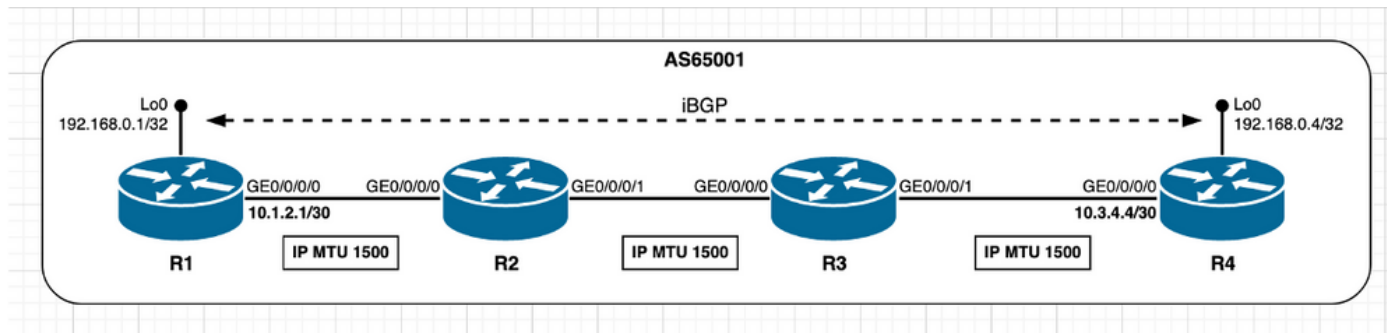 AS65001
iBGP
Lo0
192.168.0.1/32
Lo0
192.168.0.4/32
GE0/0/0/0
GE0/0/0/0
GE0/0/0/1
GE0/0/0/0
GE0/0/0/1
GE0/0/0/0
10.1.2.1/30
10.3.4.4/30
IP MTU 1500
IP MTU 1500
IP MTU 1500
R1
R2
R3
R4